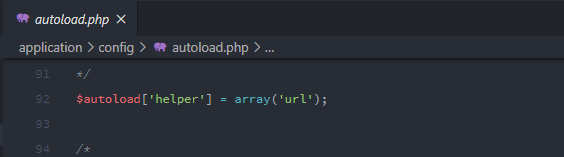 autoload.php ×
application > config > autoload.php > ...
91 */
92 $autoload['helper'] = array('url');
93
94 /*